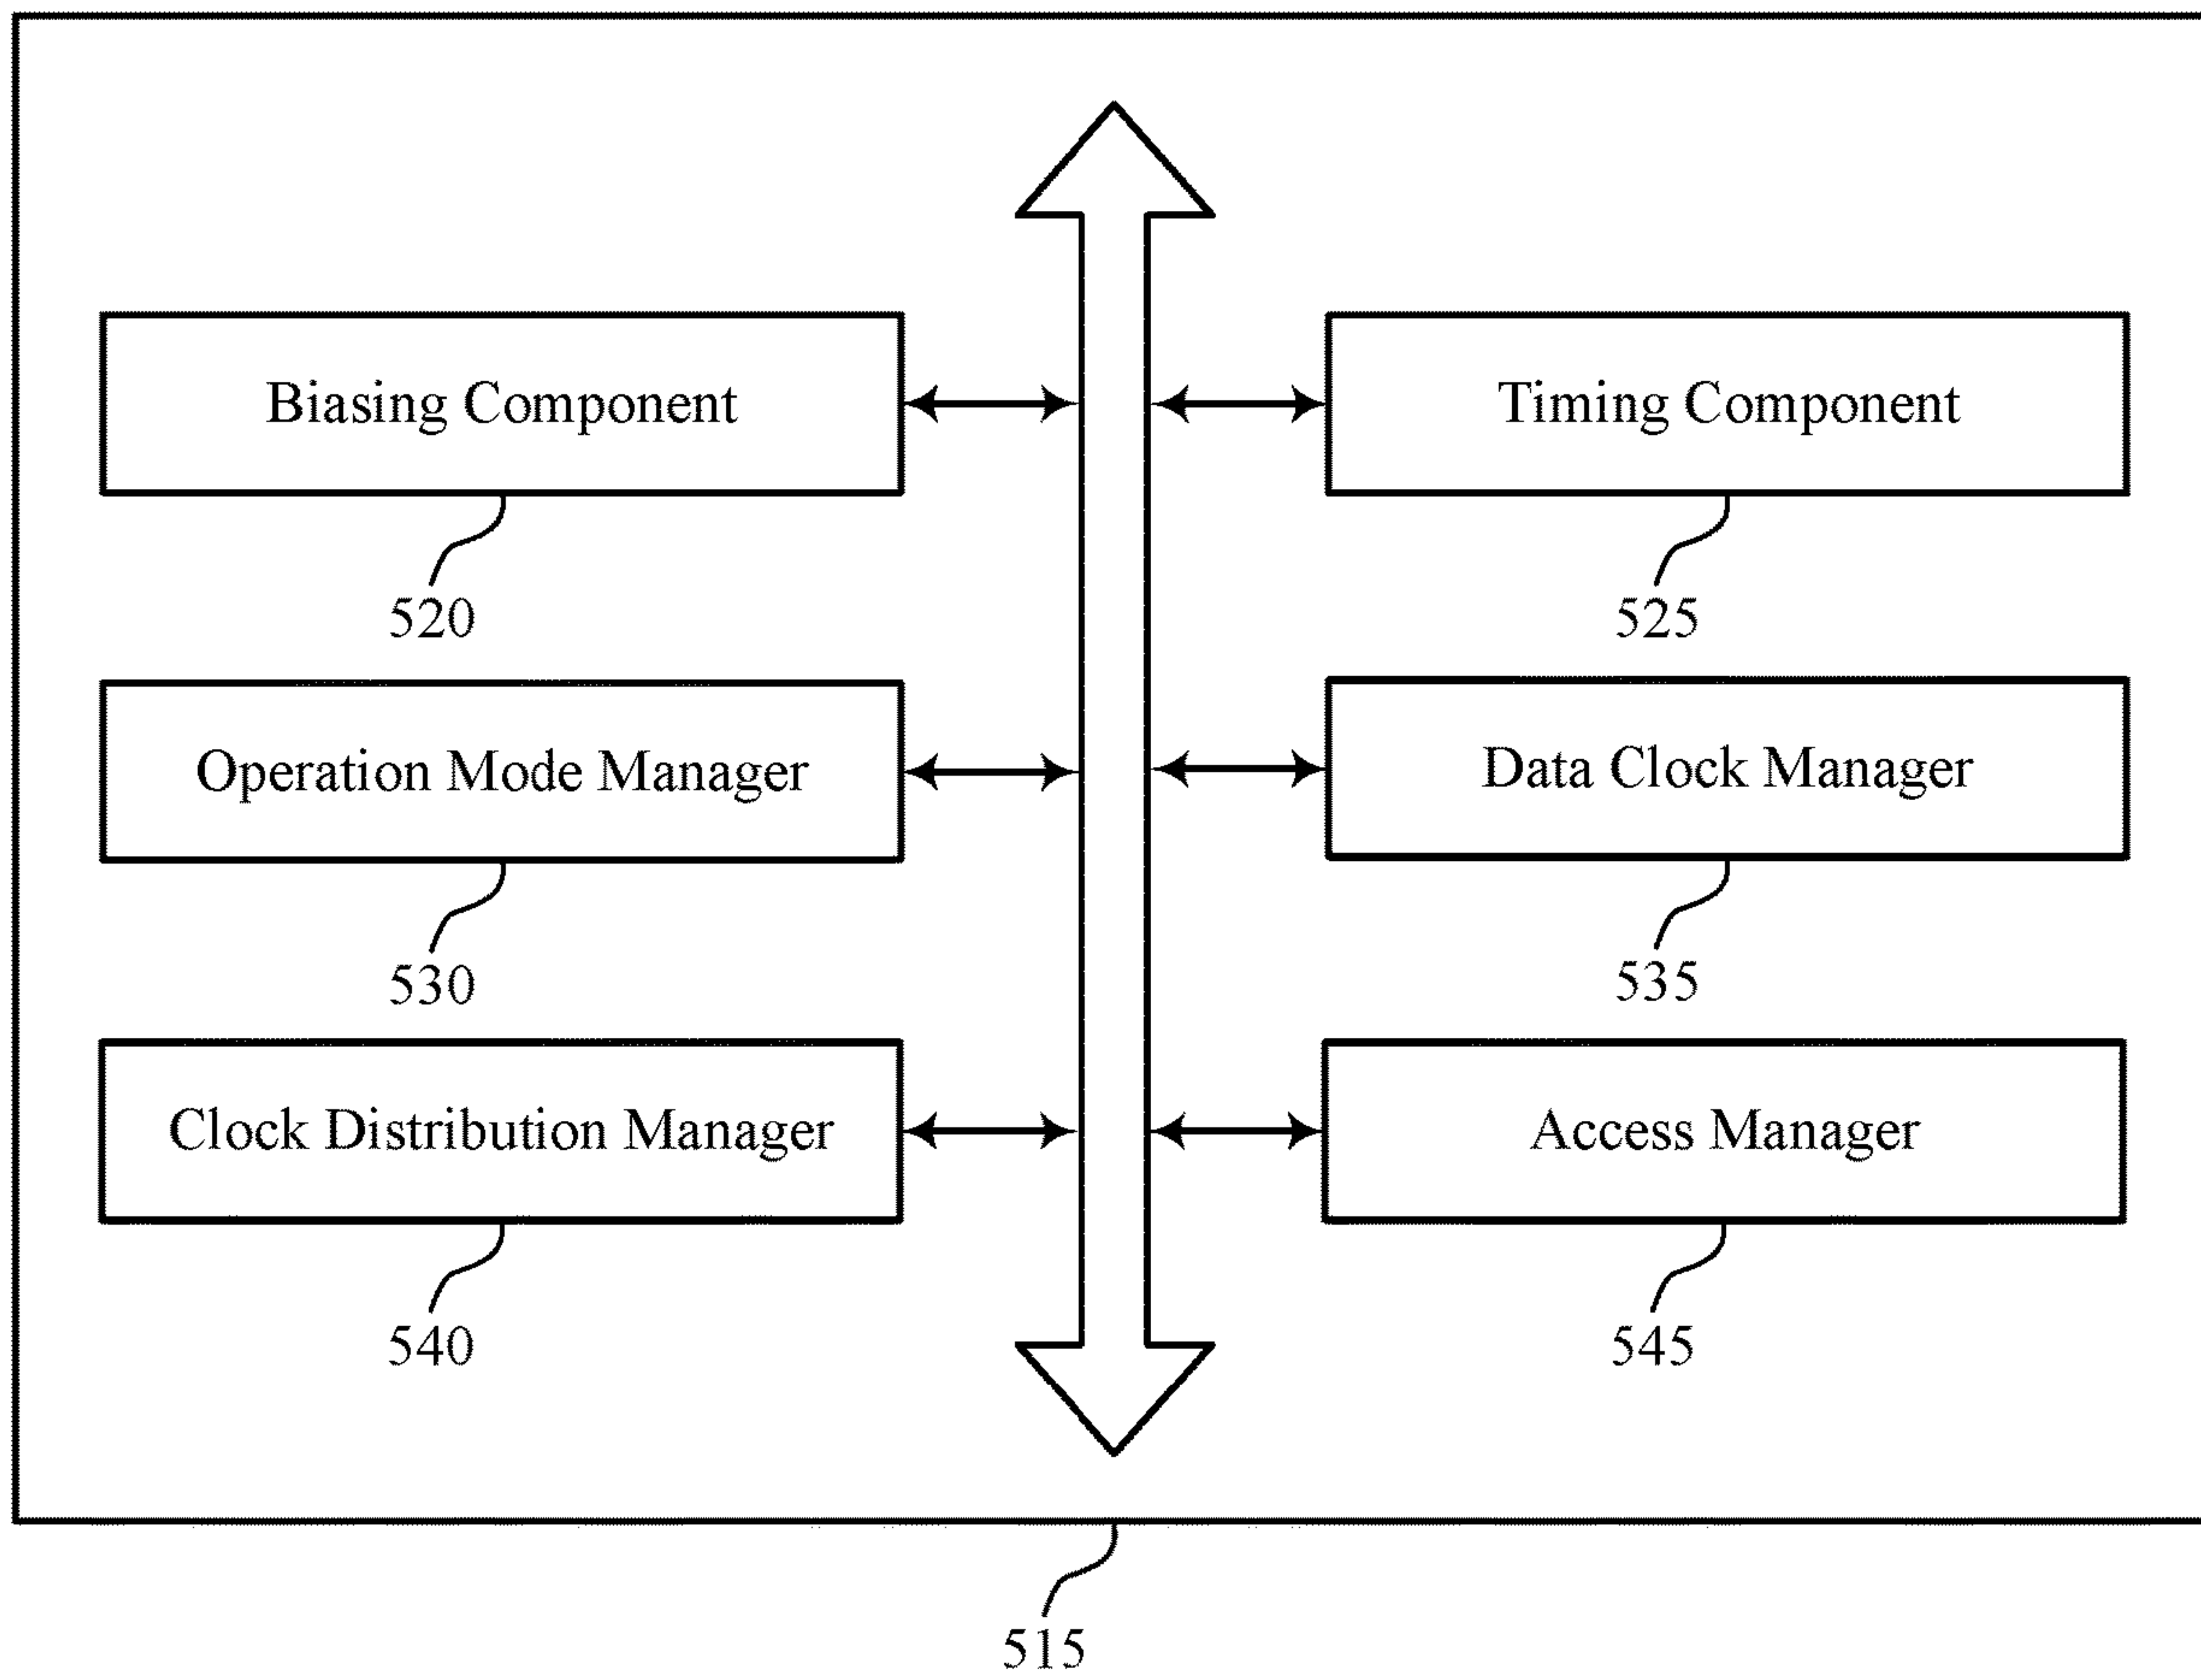 Biasing Component
Timing Component
520
525
Operation Mode Manager
Data Clock Manager
530
535
Clock Distribution Manager
Access Manager
540
545
515